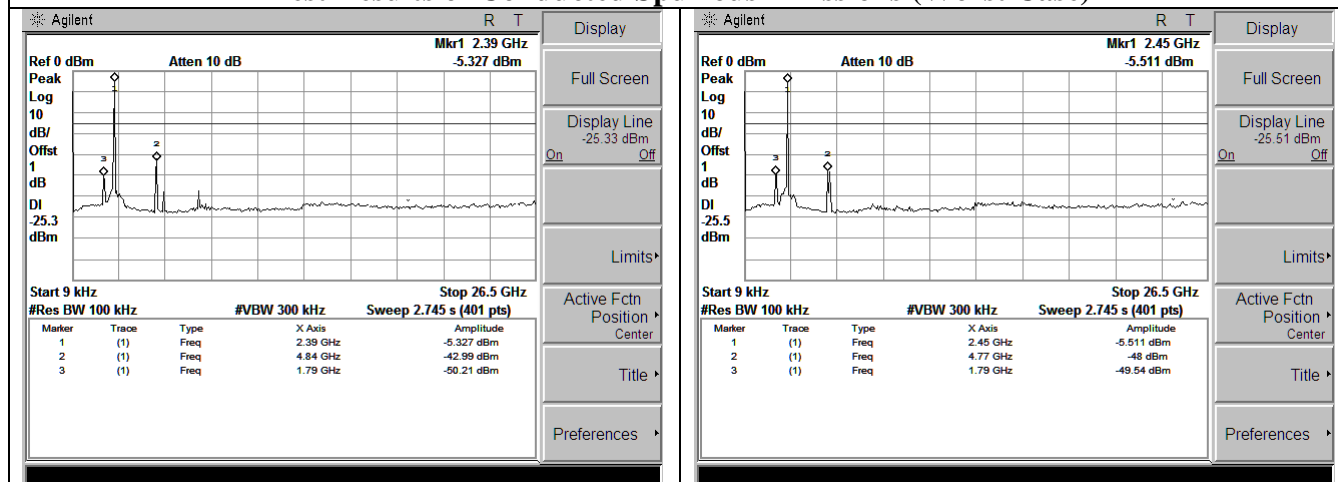 Agilent R T
Mkr1 2.39 GHz
Ref 0 dBm Atten 10 dB -5.327 dBm
Peak
Log
10
dB/
Offst
1
dB
DI
-25.3
dBm
1
2
3
Start 9 kHz Stop 26.5 GHz
#Res BW 100 kHz #VBW 300 kHz Sweep 2.745 s (401 pts)
Marker Trace Type X Axis Amplitude
1 (1) Freq 2.39 GHz -5.327 dBm
2 (1) Freq 4.84 GHz -42.99 dBm
3 (1) Freq 1.79 GHz -50.21 dBm
Display
Full Screen
Display Line
-25.33 dBm
On Off
Limits
Active Fctn
Position
Center
Title
Preferences
Agilent R T
Mkr1 2.45 GHz
Ref 0 dBm Atten 10 dB -5.511 dBm
Peak
Log
10
dB/
Offst
1
dB
DI
-25.5
dBm
1
2
3
Start 9 kHz Stop 26.5 GHz
#Res BW 100 kHz #VBW 300 kHz Sweep 2.745 s (401 pts)
Marker Trace Type X Axis Amplitude
1 (1) Freq 2.45 GHz -5.511 dBm
2 (1) Freq 4.77 GHz -48 dBm
3 (1) Freq 1.79 GHz -49.54 dBm
Display
Full Screen
Display Line
-25.51 dBm
On Off
Limits
Active Fctn
Position
Center
Title
Preferences